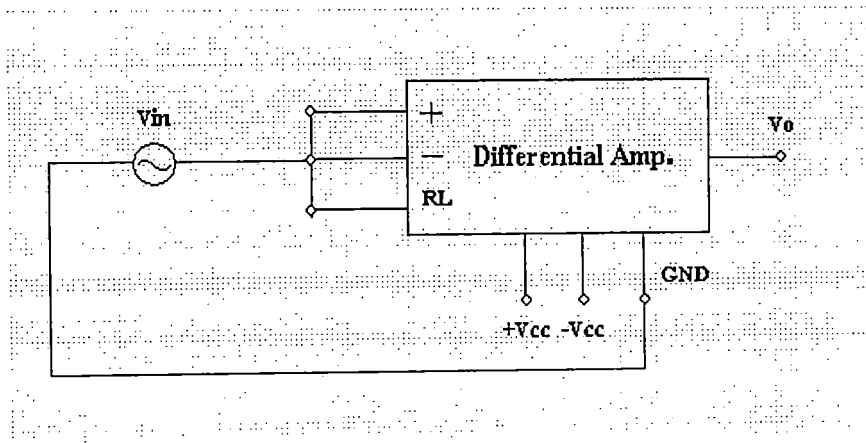 Vin
+
−
RL
Differential Amp.
Vo
GND
+Vcc -Vcc